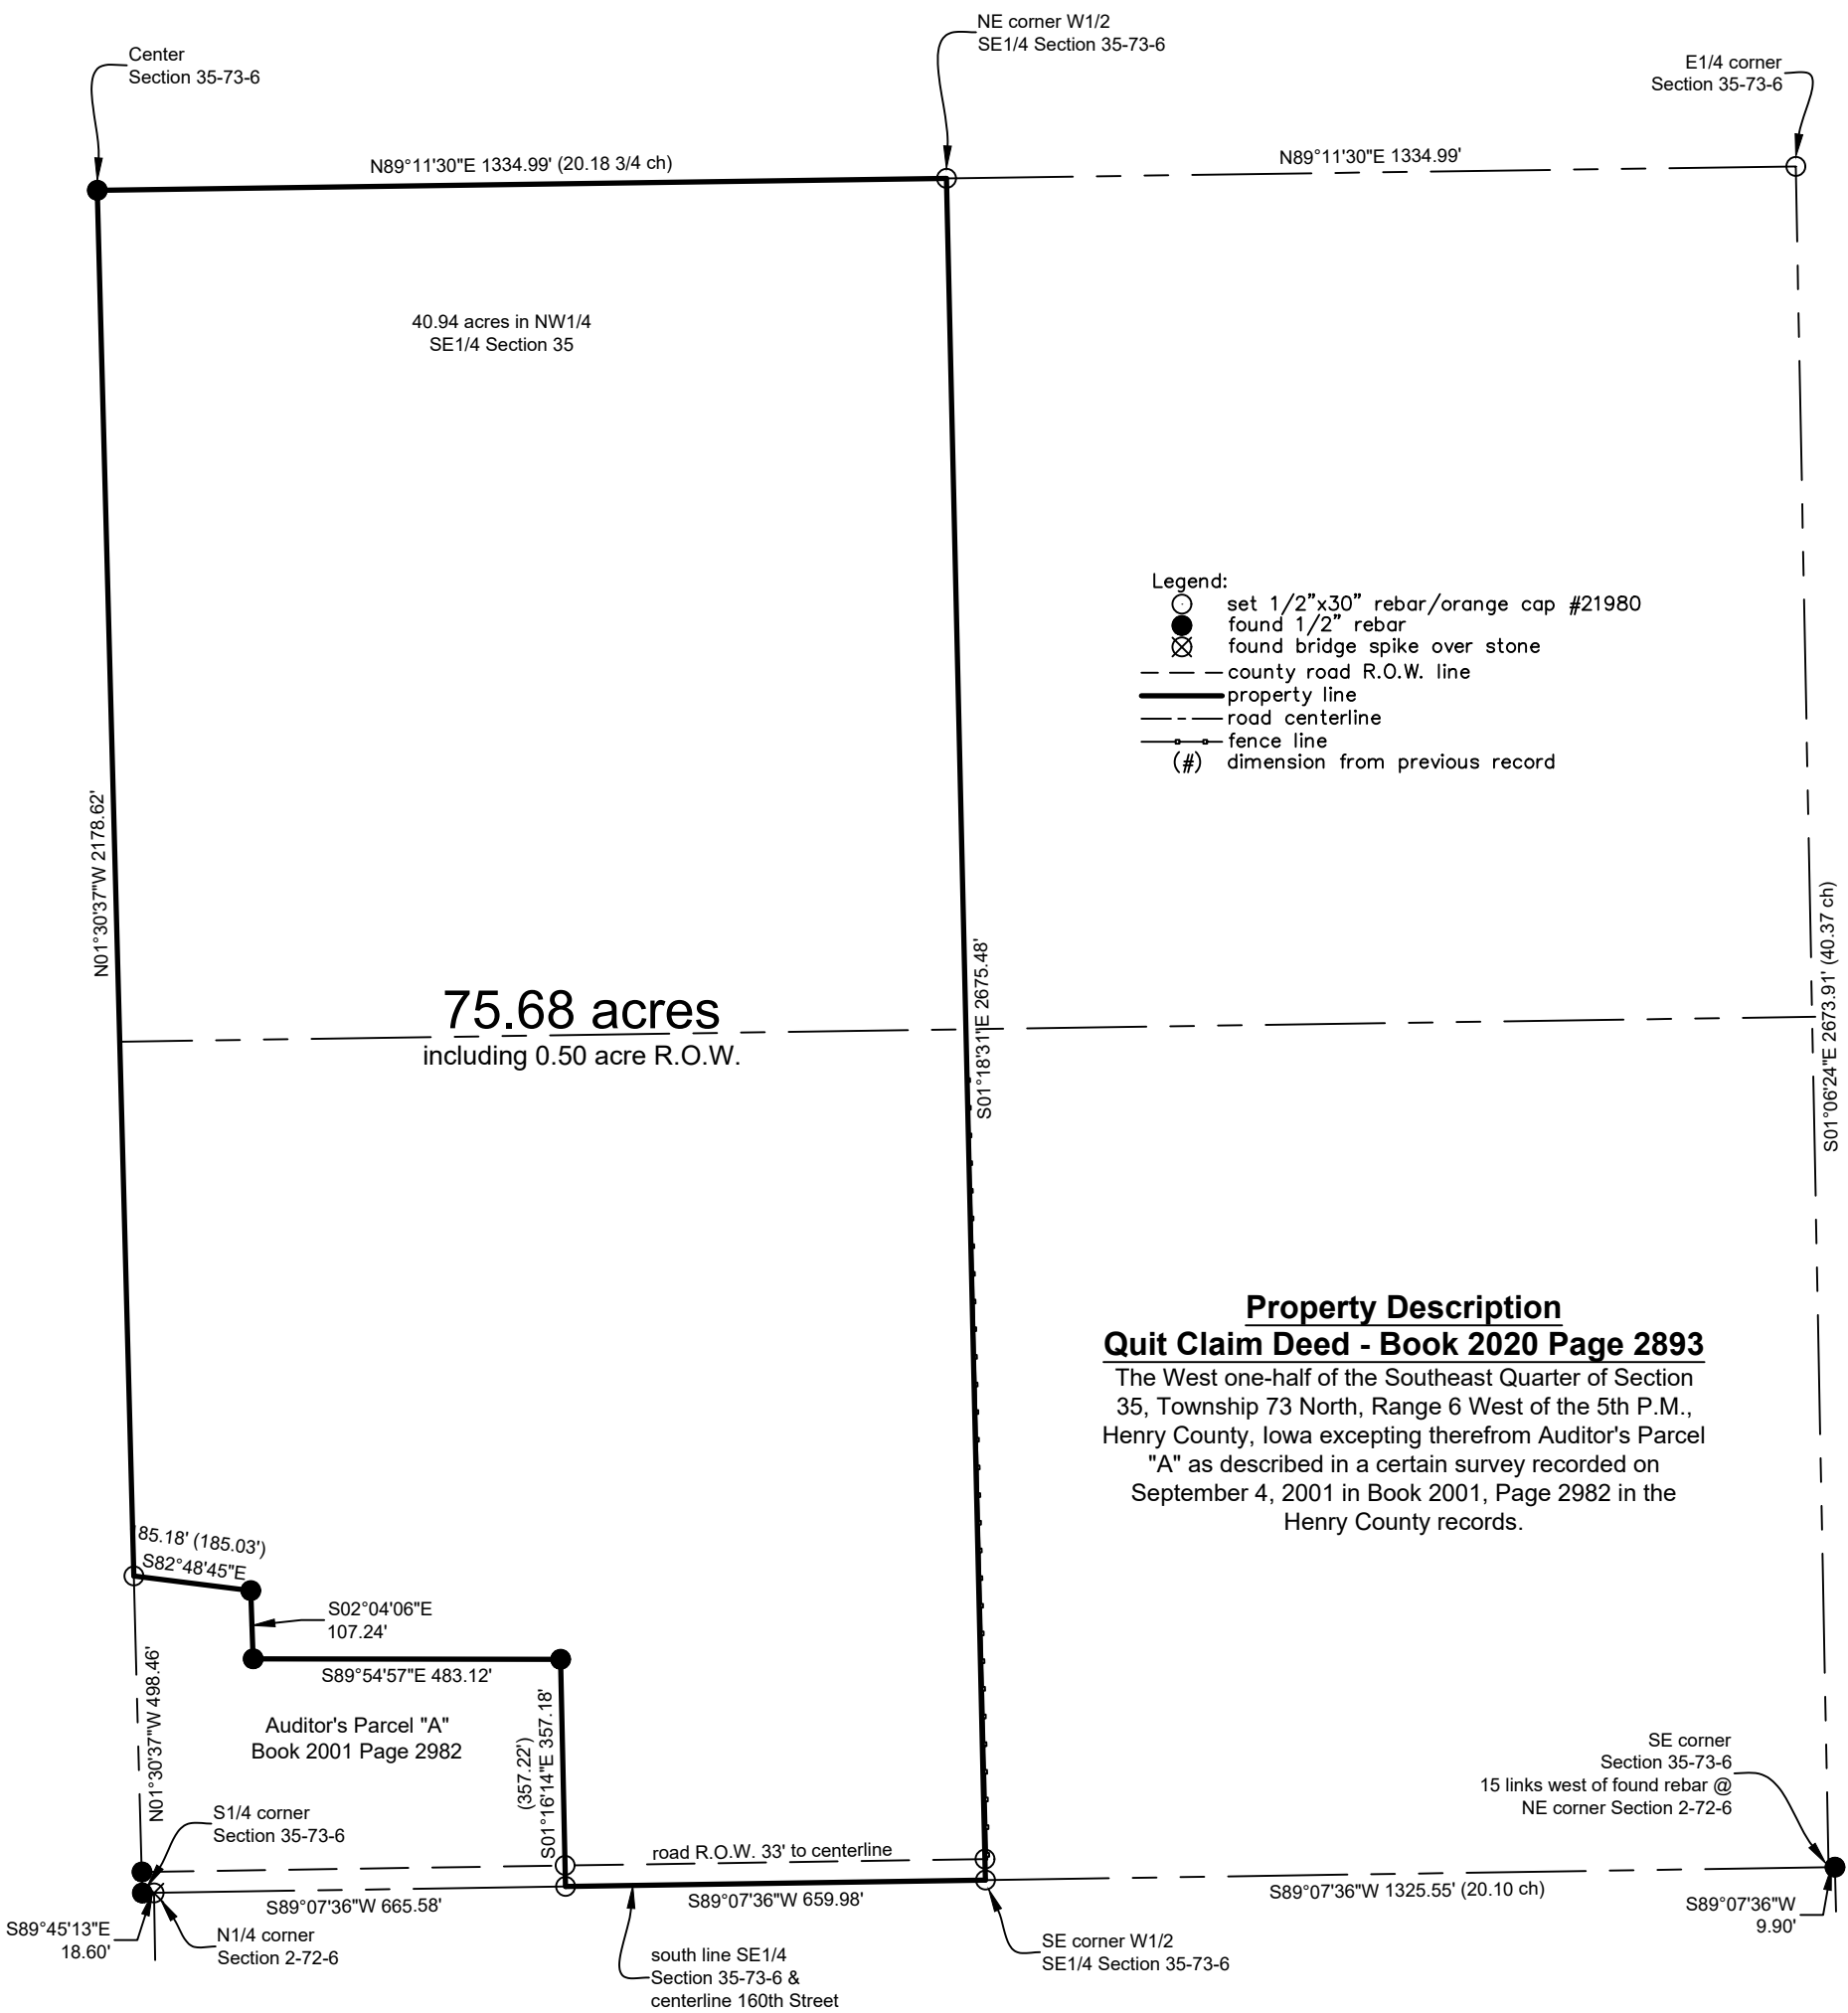 NE corner W1/2
SE1/4 Section 35-73-6
Center
Section 35-73-6
E1/4 corner
Section 35-73-6
N89°11'30"E 1334.99' (20.18 3/4 ch)
N89°11'30"E 1334.99'
40.94 acres in NW1/4
SE1/4 Section 35
Legend:
set 1/2"x30" rebar/orange cap #21980
found 1/2" rebar
found bridge spike over stone
county road R.O.W. line
property line
road centerline
fence line
(#) dimension from previous record
N01°30'37"W 2178.62'
S01°18'31"E 2675.48'
S01°06'24"E 2673.91' (40.37 ch)
75.68 acres
including 0.50 acre R.O.W.
Property Description
Quit Claim Deed - Book 2020 Page 2893
The West one-half of the Southeast Quarter of Section
35, Township 73 North, Range 6 West of the 5th P.M.,
Henry County, Iowa excepting therefrom Auditor's Parcel
"A" as described in a certain survey recorded on
September 4, 2001 in Book 2001, Page 2982 in the
Henry County records.
85.18' (185.03')
S82°48'45"E
S02°04'06"E
107.24'
S89°54'57"E 483.12'
N01°30'37"W 498.46'
Auditor's Parcel "A"
Book 2001 Page 2982
(357.22')
S01°16'14"E 357.18'
S1/4 corner
Section 35-73-6
road R.O.W. 33' to centerline
SE corner
Section 35-73-6
15 links west of found rebar @
NE corner Section 2-72-6
S89°07'36"W 665.58'
S89°07'36"W 659.98'
S89°07'36"W 1325.55' (20.10 ch)
S89°07'36"W
9.90'
S89°45'13"E
18.60'
N1/4 corner
Section 2-72-6
SE corner W1/2
SE1/4 Section 35-73-6
south line SE1/4
Section 35-73-6 &
centerline 160th Street